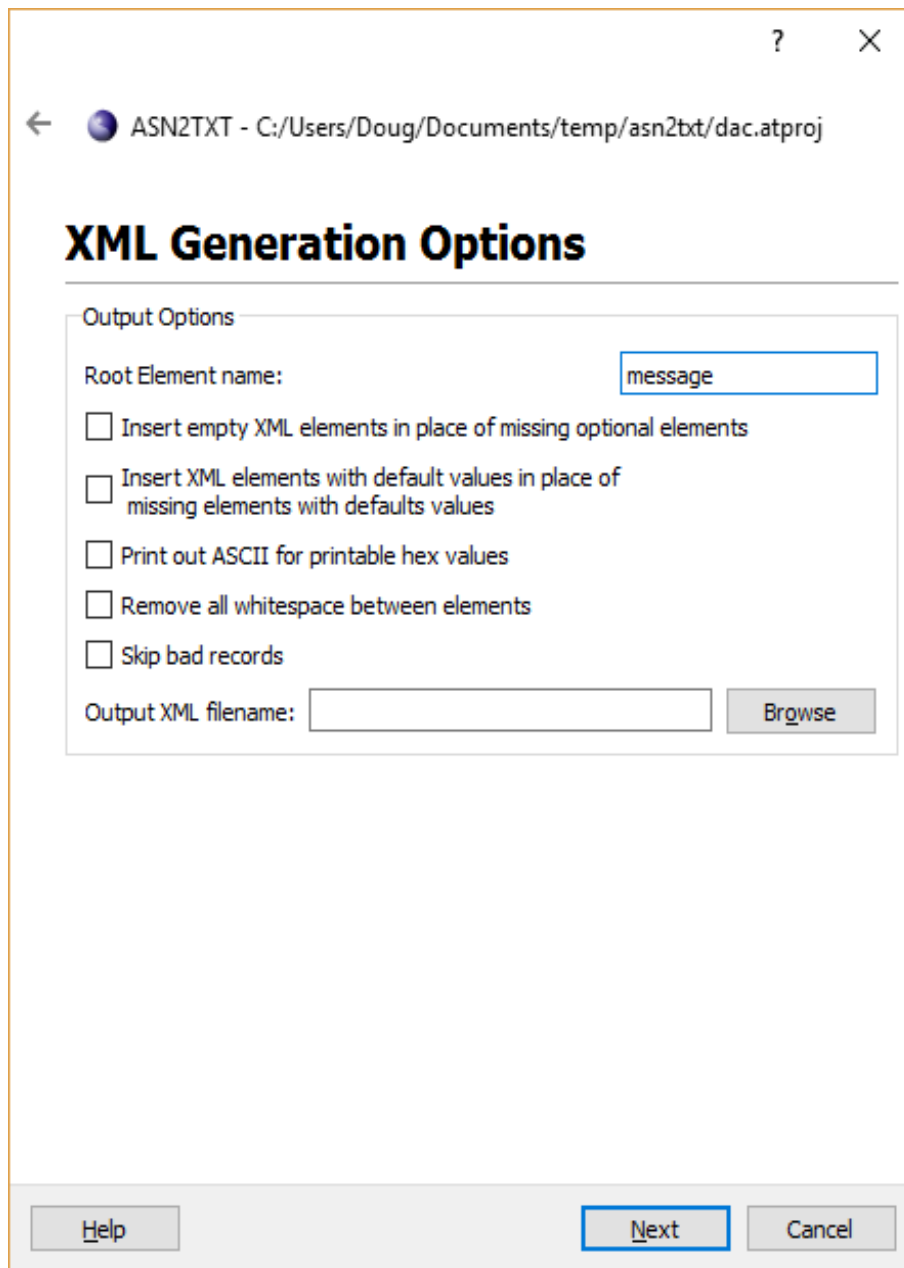 ?
ASN2TXT - C:/Users/Doug/Documents/temp/asn2txt/dac.atproj
XML Generation Options
Output Options
Root Element name: message
Insert empty XML elements in place of missing optional elements
Insert XML elements with default values in place of
missing elements with defaults values
Print out ASCII for printable hex values
Remove all whitespace between elements
Skip bad records
Output XML filename: Browse
Help Next Cancel